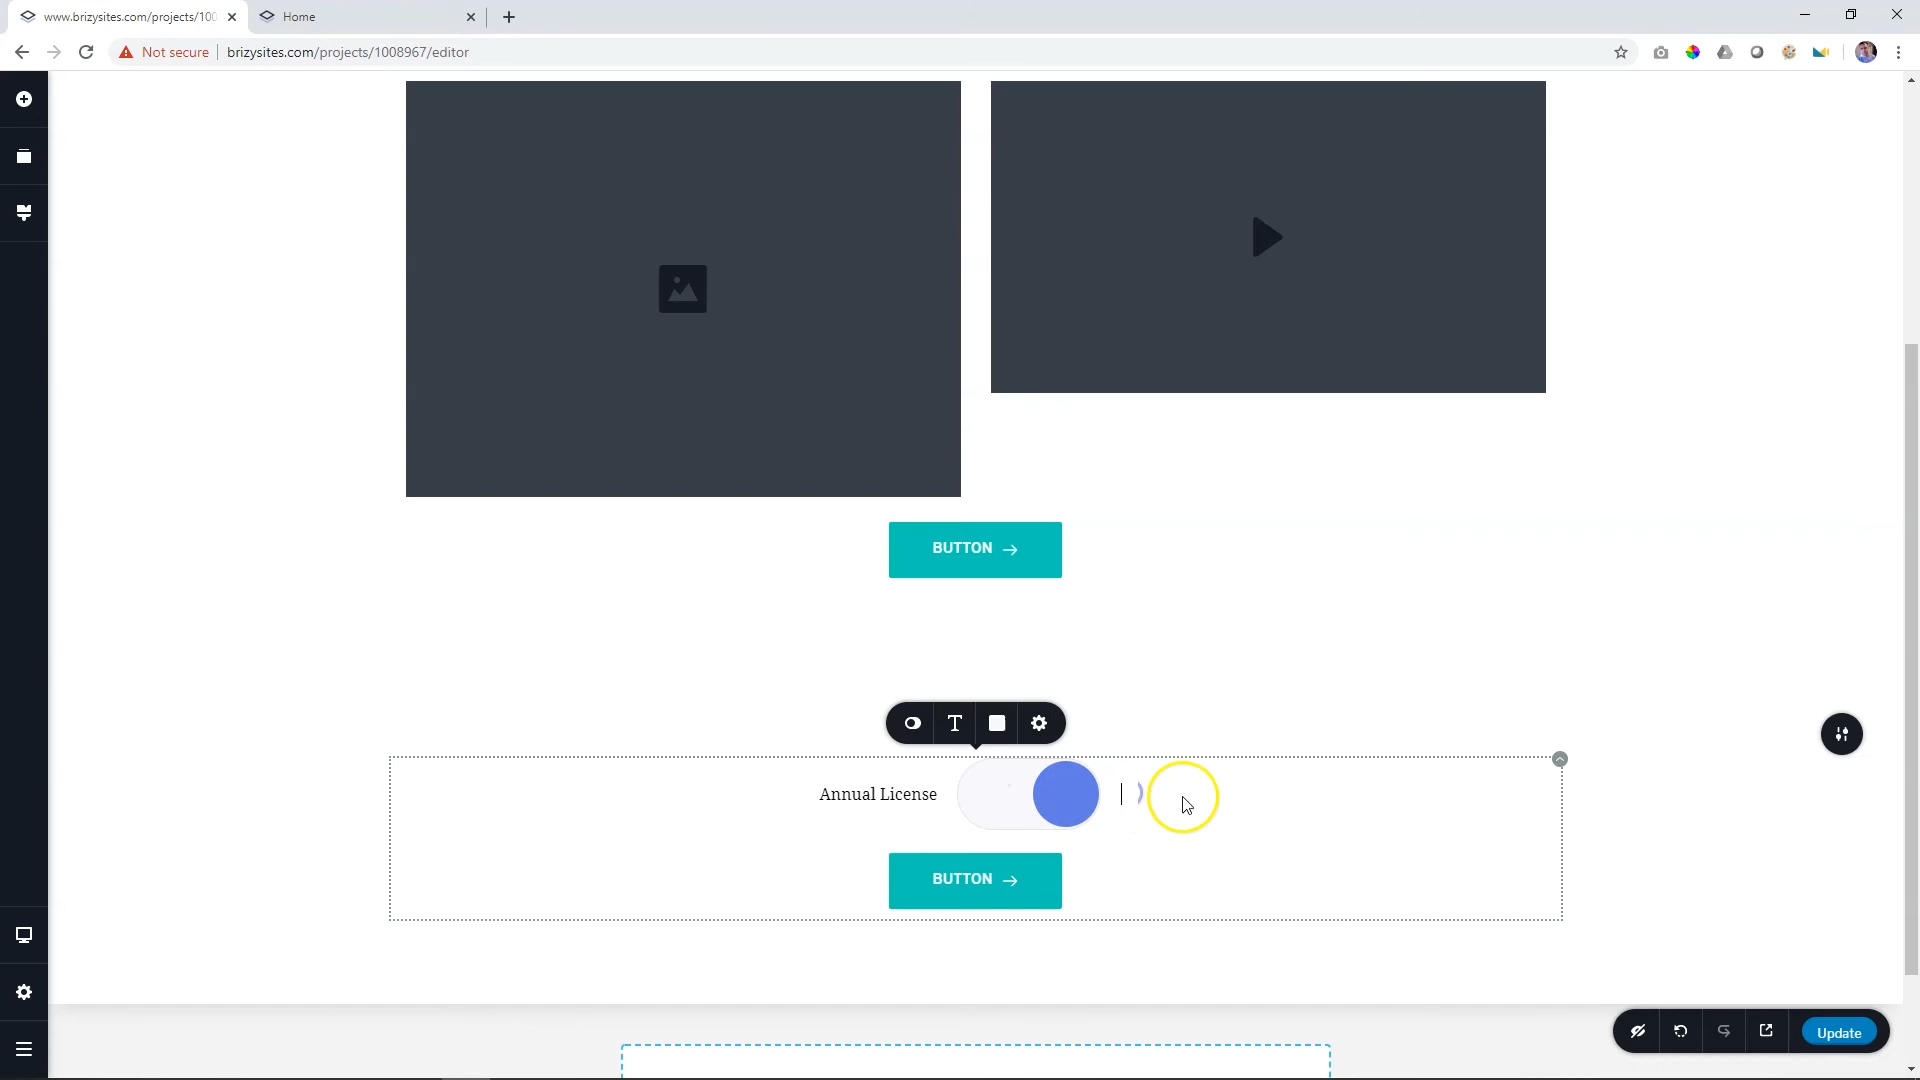 www.brizysites.com/projects/100
Home
Not secure
brizysites.com/projects/1008967/editor
BUTTON
Annual License
BUTTON
Update